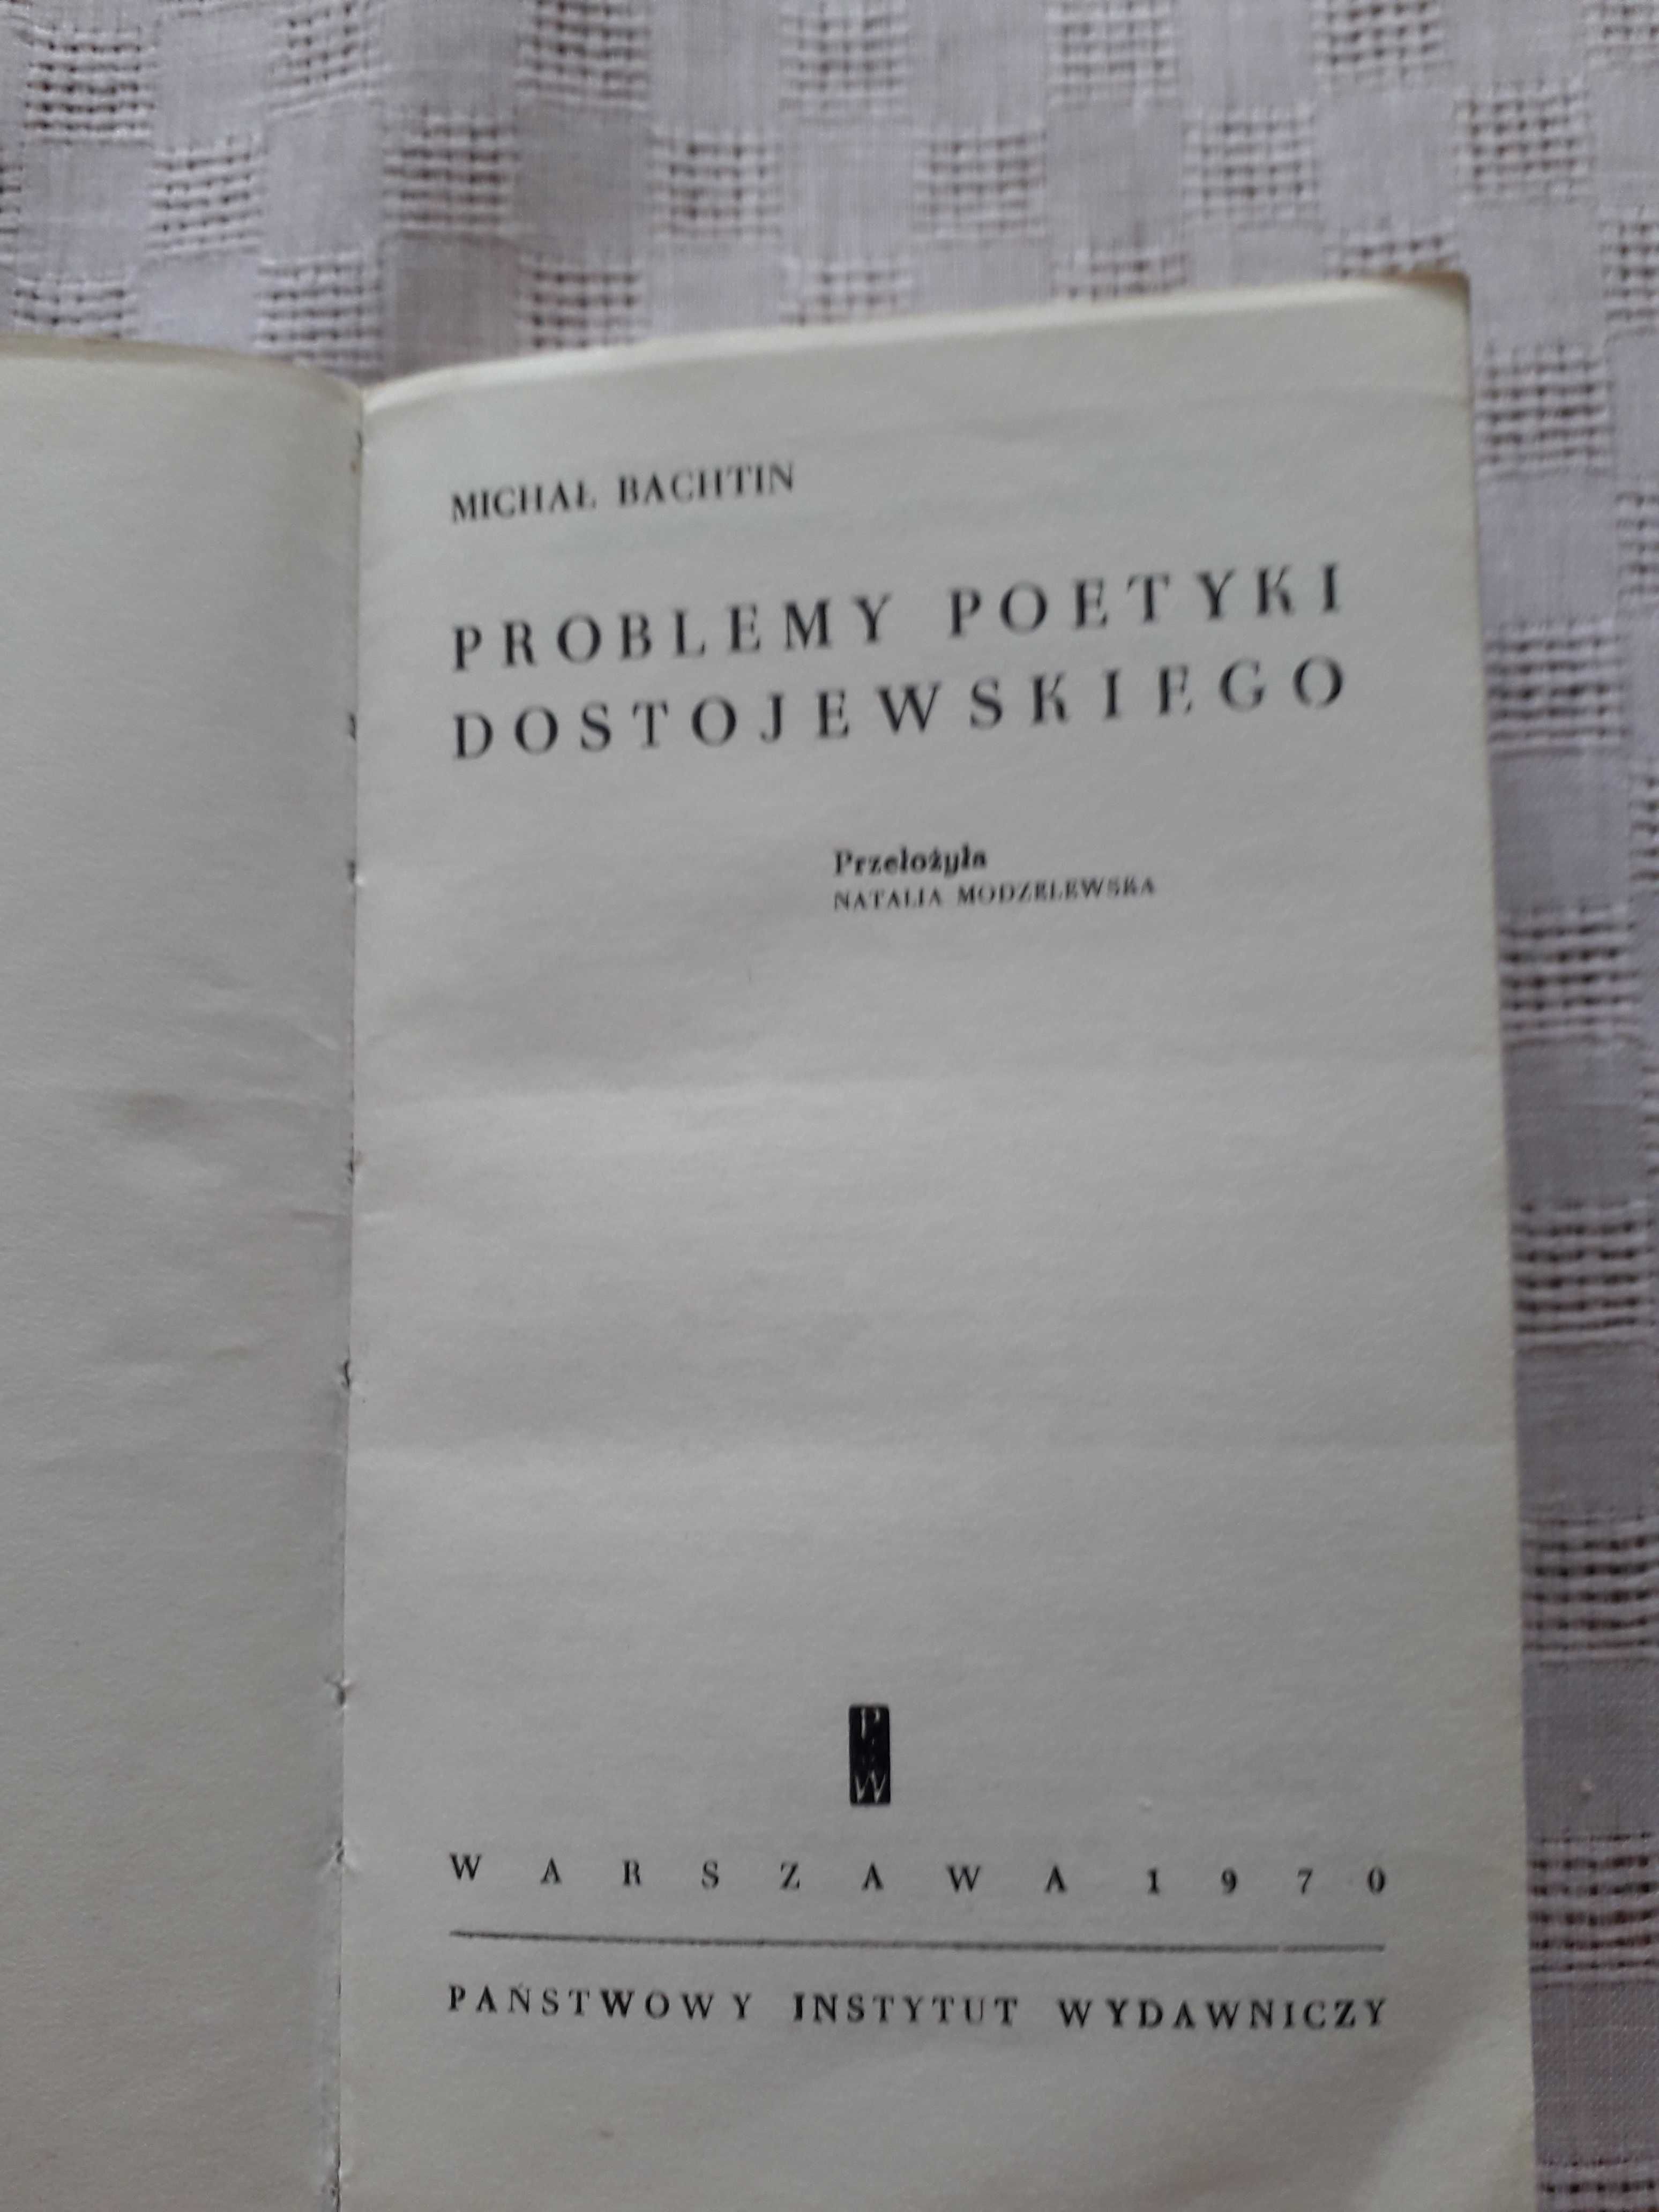 MICHAŁ BACHTIN
PROBLEMY POETYKI
DOSTOJEWSKIEGO
Przełożyła
NATALIA MODZELEWSKA
P
I
W
WARSZAWA 1970
PAŃSTWOWY INSTYTUT WYDAWNICZY